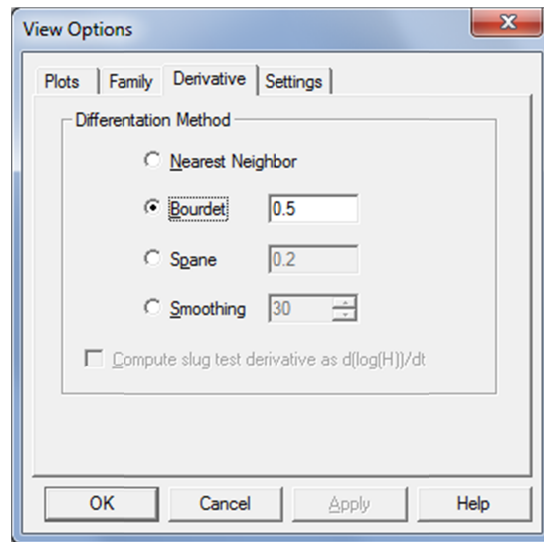 View Options
Plots Family Derivative Settings
Differentation Method
Nearest Neighbor
Bourdet 0.5
Spane 0.2
Smoothing 30
Compute slug test derivative as d(log(H))/dt
OK Cancel Apply Help